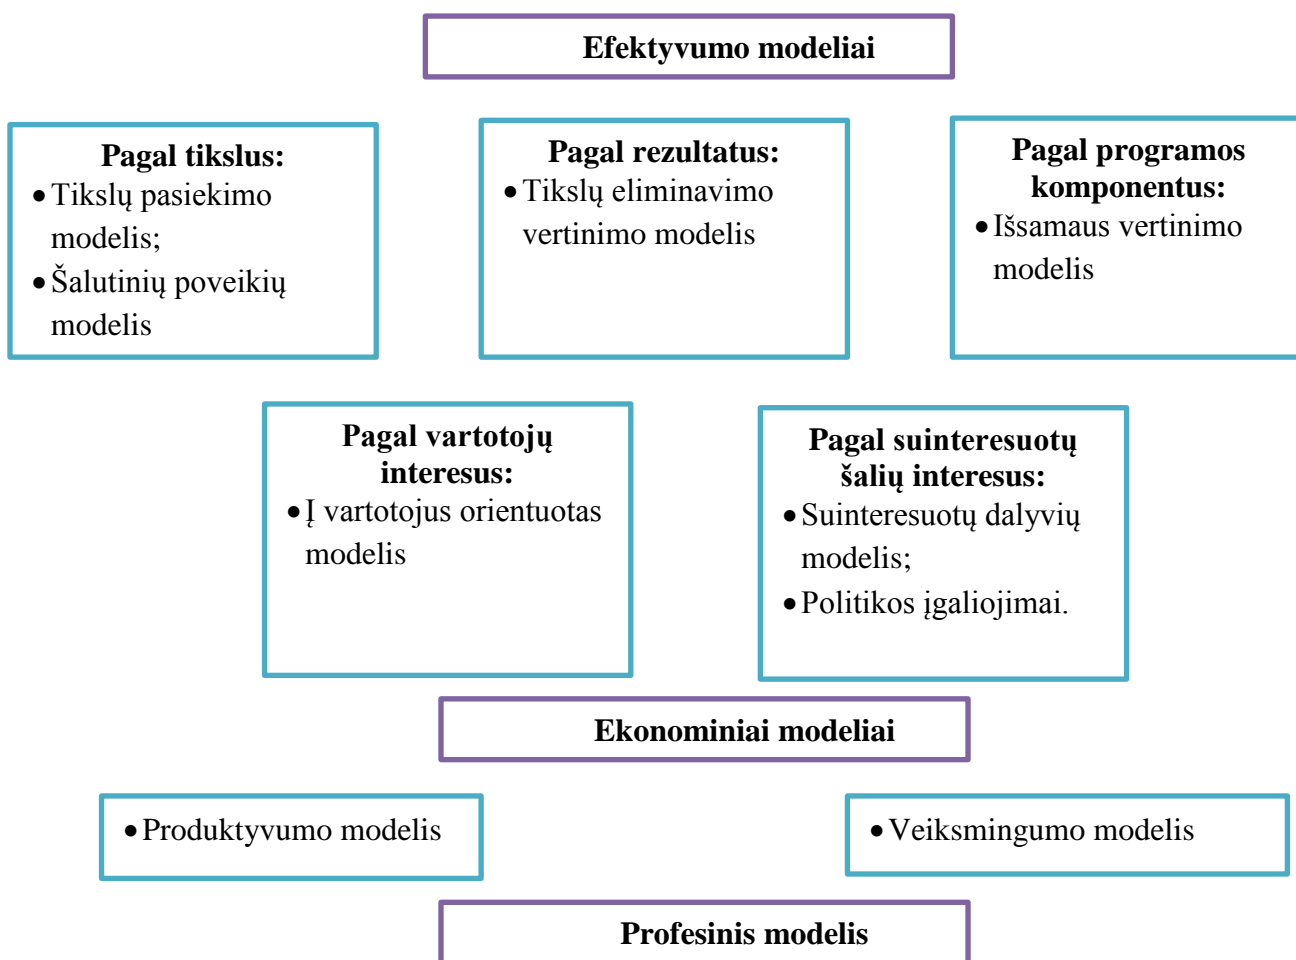 Efektyvumo modeliai
Pagal tikslus:
• Tikslų pasiekimo
modelis;
• Šalutinių poveikių
modelis
Pagal rezultatus:
• Tikslų eliminavimo
vertinimo modelis
Pagal programos
komponentus:
• Išsamaus vertinimo
modelis
Pagal vartotojų
interesus:
• Į vartotojus orientuotas
modelis
Pagal suinteresuotų
šalių interesus:
• Suinteresuotų dalyvių
modelis;
• Politikos įgaliojimai.
Ekonominiai modeliai
• Produktyvumo modelis
• Veiksmingumo modelis
Profesinis modelis